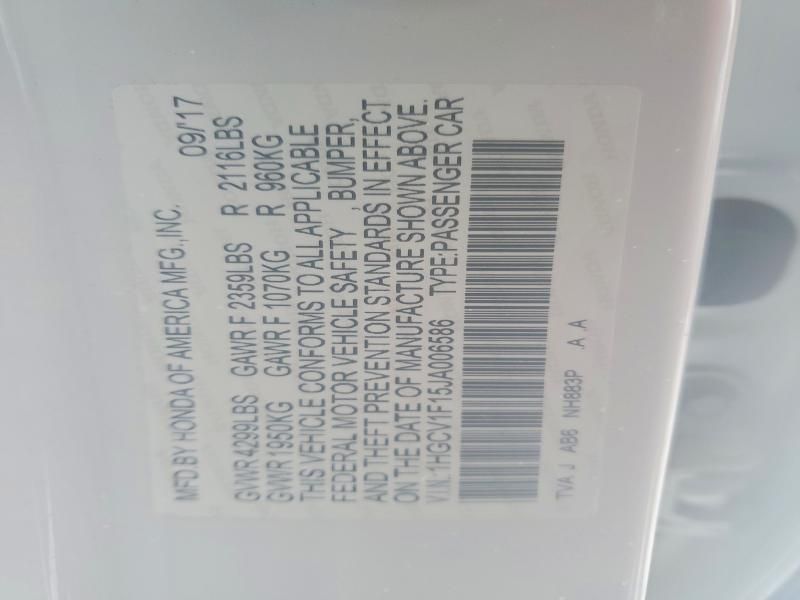 MFD.BY HONDA OF AMERICA MFG.,INC. 09/'17
GVWR 4299LBS GAWR F 2359LBS R 2116LBS
GVWR 1950KG GAWR F 1070KG R 960KG
THIS VEHICLE CONFORMS TO ALL APPLICABLE
FEDERAL MOTOR VEHICLE SAFETY , BUMPER,
AND THEFT PREVENTION STANDARDS IN EFFECT
ON THE DATE OF MANUFACTURE SHOWN ABOVE.
V.I.N.:1HGCV1F15JA006586 TYPE:PASSENGER CAR
TVA J AB6 NH883P .A .A